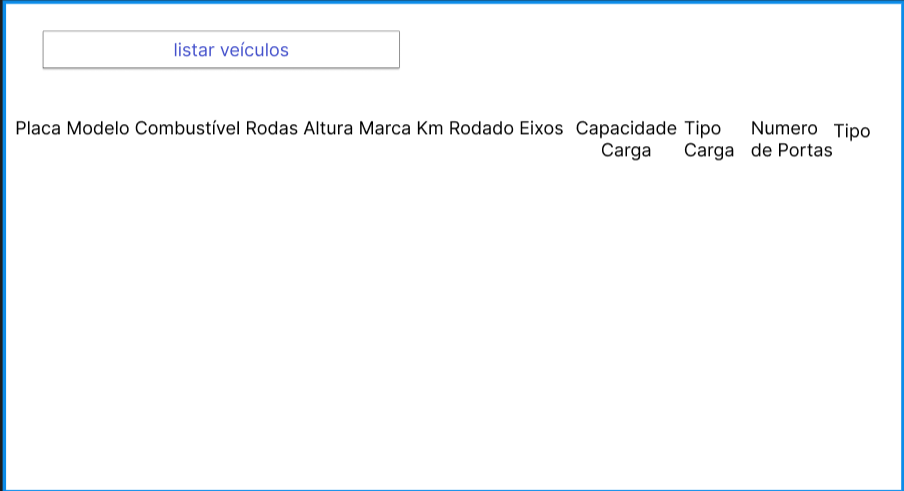 listar veículos
Placa Modelo Combustível Rodas Altura Marca Km Rodado Eixos Capacidade Tipo Numero Tipo
Carga Carga de Portas